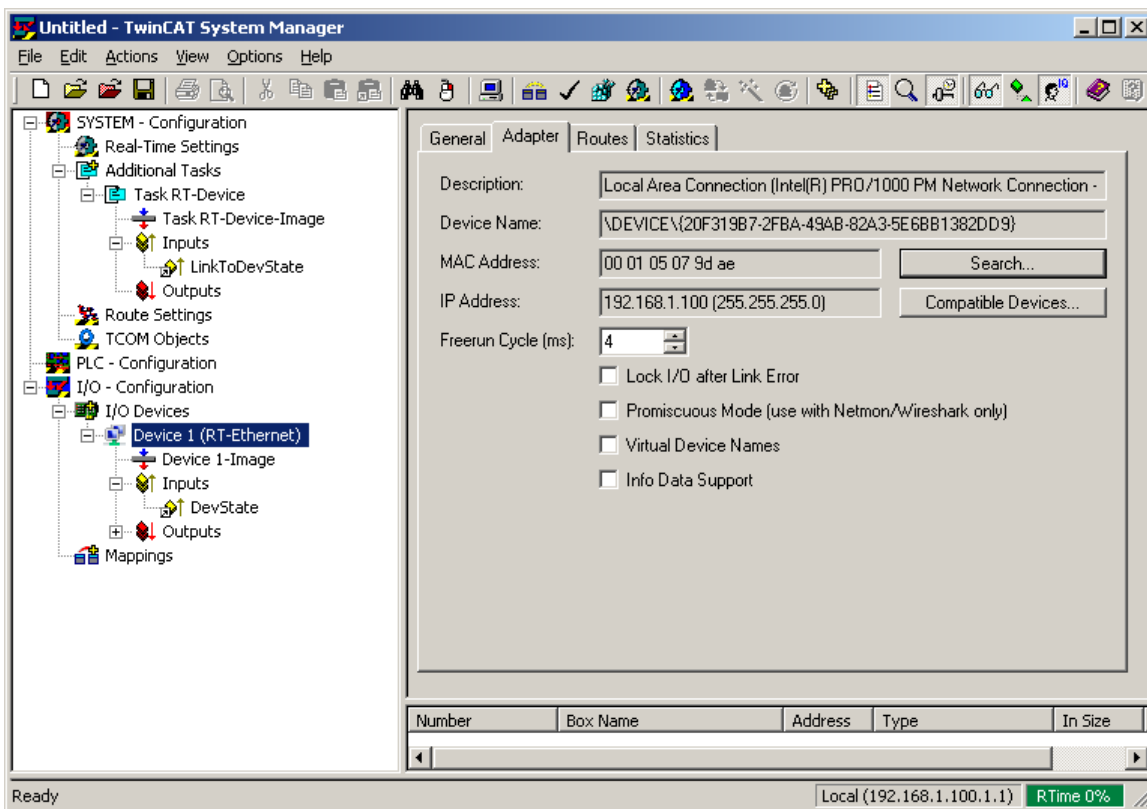 Untitled - TwinCAT System Manager
File Edit Actions View Options Help
SYSTEM - Configuration
Real-Time Settings
Additional Tasks
Task RT-Device
Task RT-Device-Image
Inputs
LinkToDevState
Outputs
Route Settings
TCOM Objects
PLC - Configuration
I/O - Configuration
I/O Devices
Device 1 (RT-Ethernet)
Device 1-Image
Inputs
DevState
Outputs
Mappings
General Adapter Routes Statistics
Description: Local Area Connection (Intel(R) PRO/1000 PM Network Connection -
Device Name: \DEVICE\{20F319B7-2FBA-49AB-82A3-5E6BB1382DD9}
MAC Address: 00 01 05 07 9d ae Search...
IP Address: 192.168.1.100 (255.255.255.0) Compatible Devices...
Freerun Cycle (ms): 4
Lock I/O after Link Error
Promiscuous Mode (use with Netmon/Wireshark only)
Virtual Device Names
Info Data Support
Number Box Name Address Type In Size
Ready Local (192.168.1.100.1.1) RTime 0%